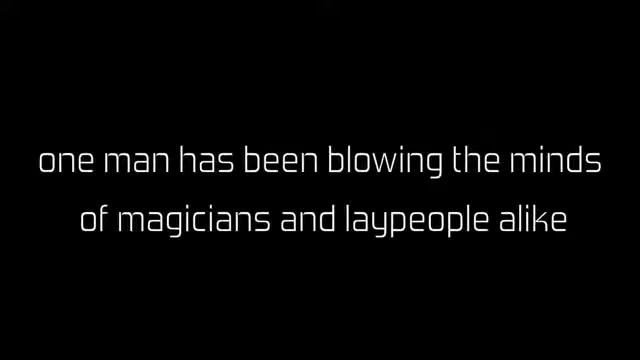 one man has been blowing the minds
of magicians and laypeople alike